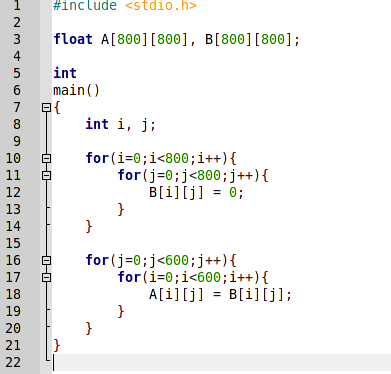 1 #include <stdio.h>
2
3 float A[800][800], B[800][800];
4
5 int
6 main()
7 {
8     int i, j;
9
10     for(i=0;i<800;i++){
11         for(j=0;j<800;j++){
12             B[i][j] = 0;
13         }
14     }
15
16     for(j=0;j<600;j++){
17         for(i=0;i<600;i++){
18             A[i][j] = B[i][j];
19         }
20     }
21 }
22